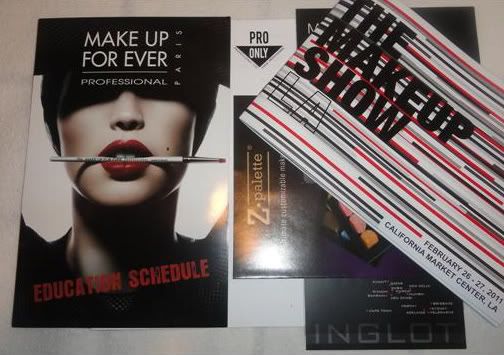 MAKE UP
FOR EVER
PROFESSIONAL
PARIS
EDUCATION SCHEDULE
PRO
ONLY
M
Z•palette®
customizable
THE
MAKEUP
SHOW
LA
FEBRUARY 26 - 27, 2011
CALIFORNIA MARKET CENTER, LA
INGLOT